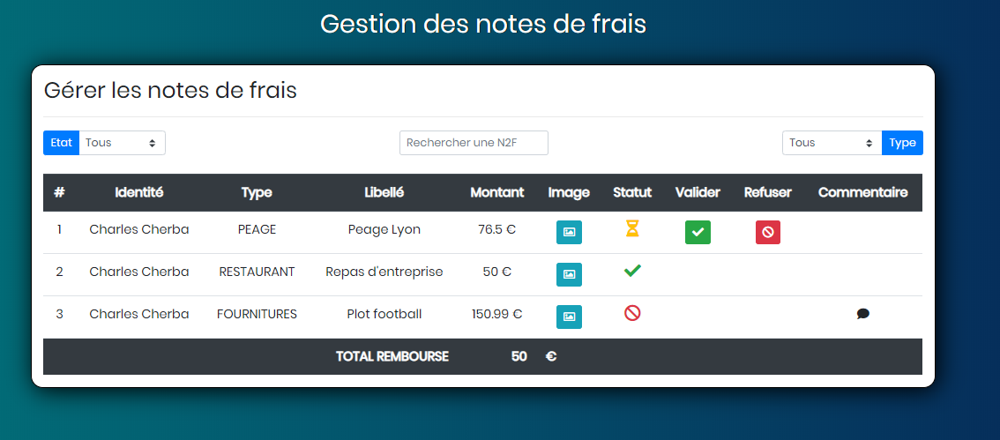 Gestion des notes de frais
Gérer les notes de frais
Etat Tous Rechercher une N2F Tous Type
# Identité Type Libellé Montant Image Statut Valider Refuser Commentaire
1 Charles Cherba PEAGE Peage Lyon 76.5 €
2 Charles Cherba RESTAURANT Repas d'entreprise 50 €
3 Charles Cherba FOURNITURES Plot football 150.99 €
TOTAL REMBOURSE 50 €